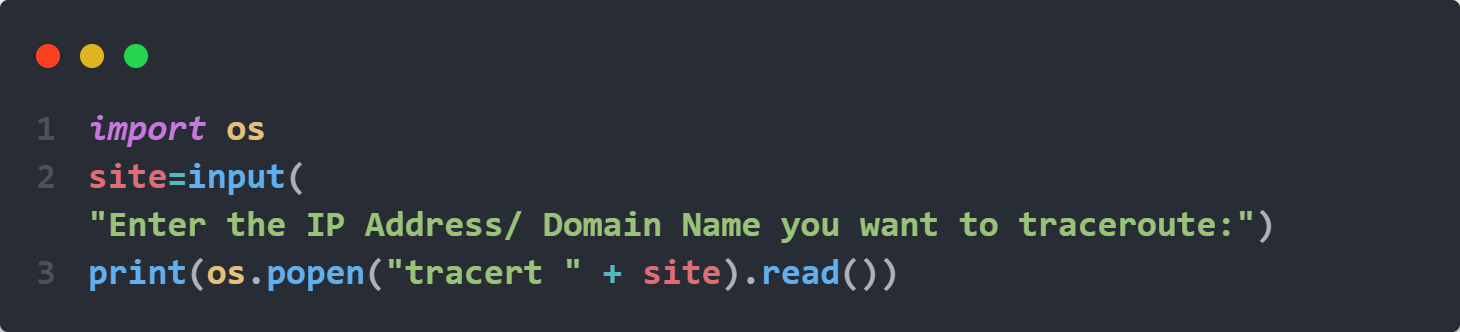 1 import os
2 site=input(
"Enter the IP Address/ Domain Name you want to traceroute:")
3 print(os.popen("tracert " + site).read())